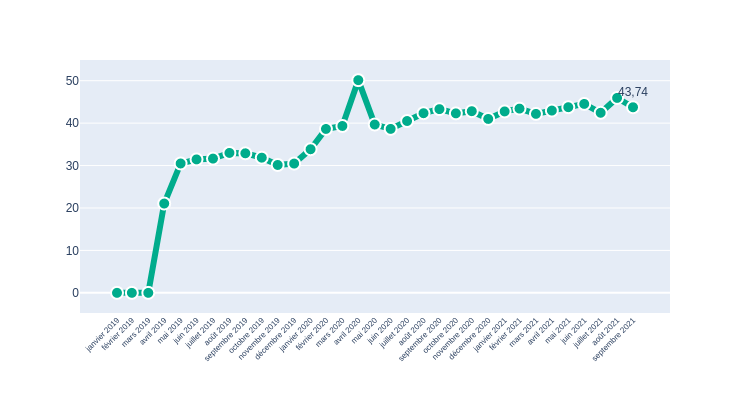 50
43,74
40
30
20
10
0
janvier 2019
février 2019
mars 2019
avril 2019
mai 2019
juin 2019
juillet 2019
août 2019
septembre 2019
octobre 2019
novembre 2019
décembre 2019
janvier 2020
février 2020
mars 2020
avril 2020
mai 2020
juin 2020
juillet 2020
août 2020
septembre 2020
octobre 2020
novembre 2020
décembre 2020
janvier 2021
février 2021
mars 2021
avril 2021
mai 2021
juin 2021
juillet 2021
août 2021
septembre 2021